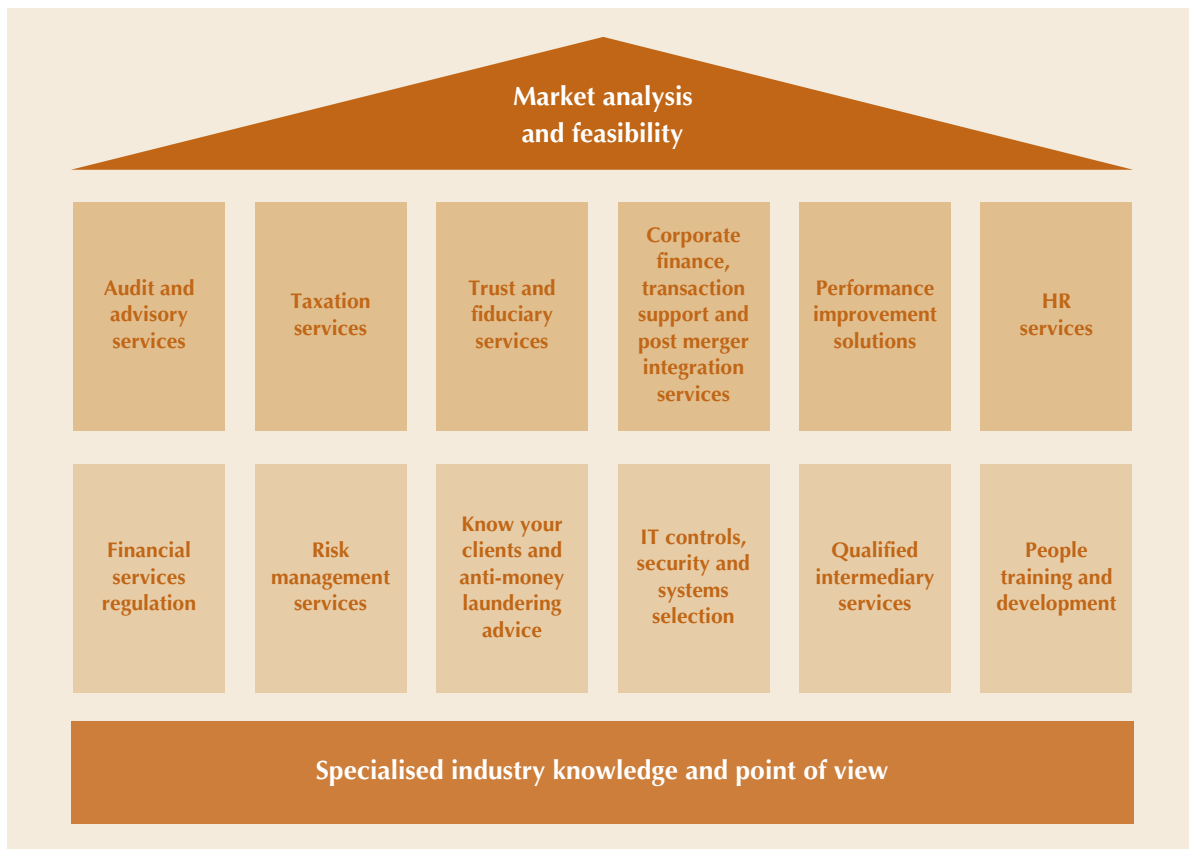 Market analysis
and feasibility
Audit and
advisory
services
Taxation
services
Trust and
fiduciary
services
Corporate
finance,
transaction
support and
post merger
integration
services
Performance
improvement
solutions
HR
services
Financial
services
regulation
Risk
management
services
Know your
clients and
anti-money
laundering
advice
IT controls,
security and
systems
selection
Qualified
intermediary
services
People
training and
development
Specialised industry knowledge and point of view